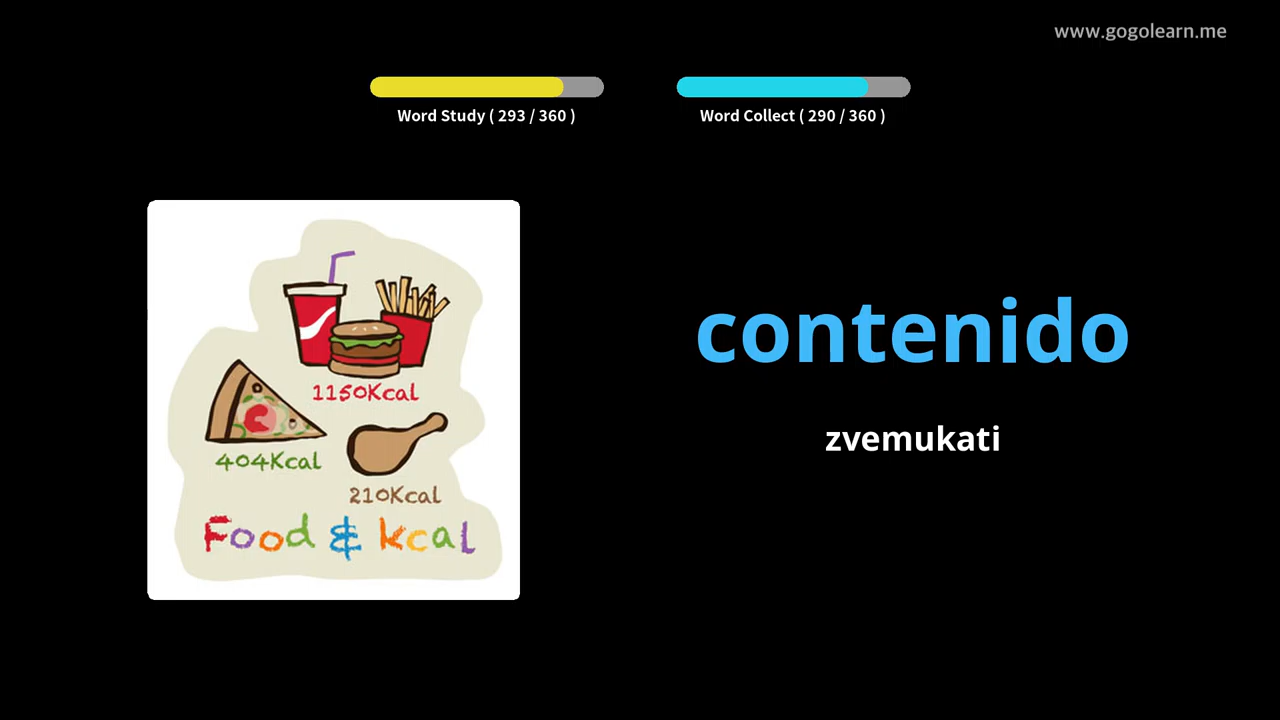 www.gogolearn.me
Word Study ( 293 / 360 )
Word Collect ( 290 / 360 )
1150Kcal
404Kcal
210Kcal
Food & kcal
contenido
zvemukati